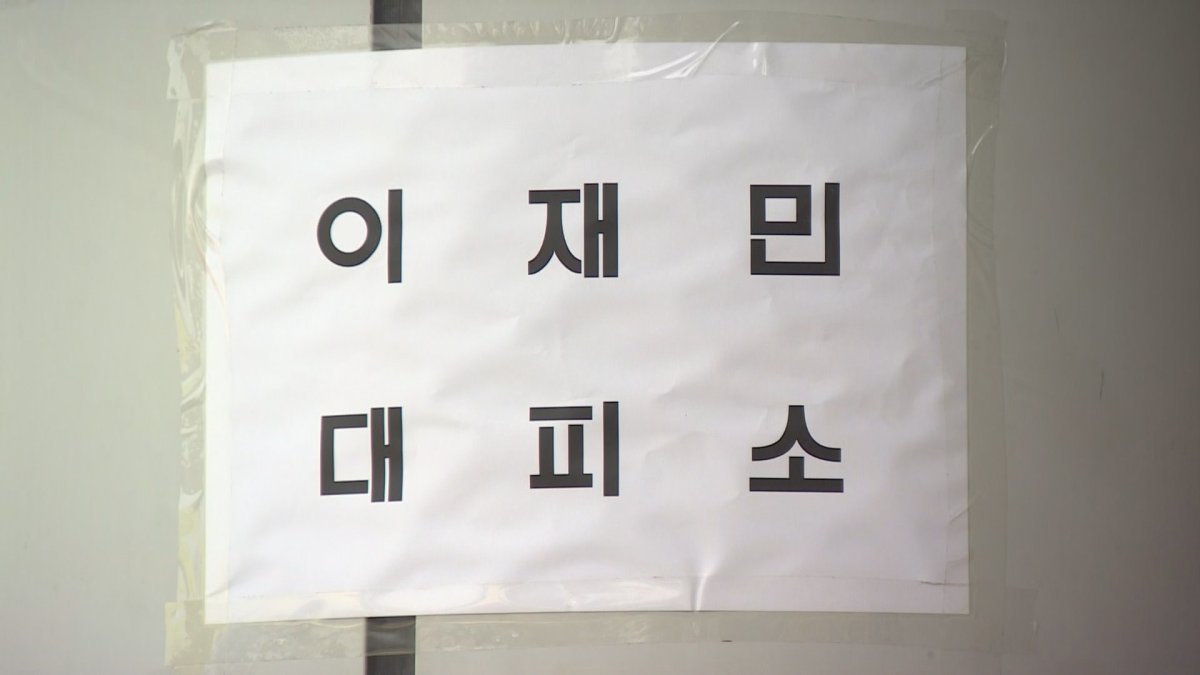 이 재 민
대 피 소